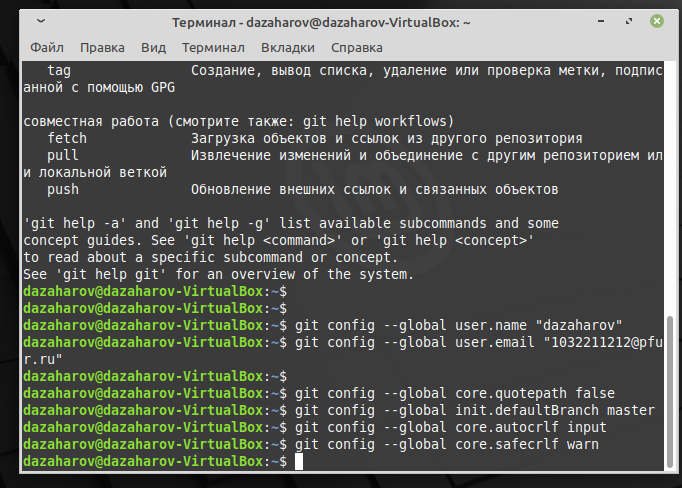 Терминал - dazaharov@dazaharov-VirtualBox: ~
Файл Правка Вид Терминал Вкладки Справка
tag Создание, вывод списка, удаление или проверка метки, подпис
анной с помощью GPG
совместная работа (смотрите также: git help workflows)
fetch Загрузка объектов и ссылок из другого репозитория
pull Извлечение изменений и объединение с другим репозиторием ил
и локальной веткой
push Обновление внешних ссылок и связанных объектов
'git help -a' and 'git help -g' list available subcommands and some
concept guides. See 'git help <command>' or 'git help <concept>'
to read about a specific subcommand or concept.
See 'git help git' for an overview of the system.
dazaharov@dazaharov-VirtualBox:~$
dazaharov@dazaharov-VirtualBox:~$
dazaharov@dazaharov-VirtualBox:~$ git config --global user.name "dazaharov"
dazaharov@dazaharov-VirtualBox:~$ git config --global user.email "1032211212@pfu
r.ru"
dazaharov@dazaharov-VirtualBox:~$
dazaharov@dazaharov-VirtualBox:~$ git config --global core.quotepath false
dazaharov@dazaharov-VirtualBox:~$ git config --global init.defaultBranch master
dazaharov@dazaharov-VirtualBox:~$ git config --global core.autocrlf input
dazaharov@dazaharov-VirtualBox:~$ git config --global core.safecrlf warn
dazaharov@dazaharov-VirtualBox:~$